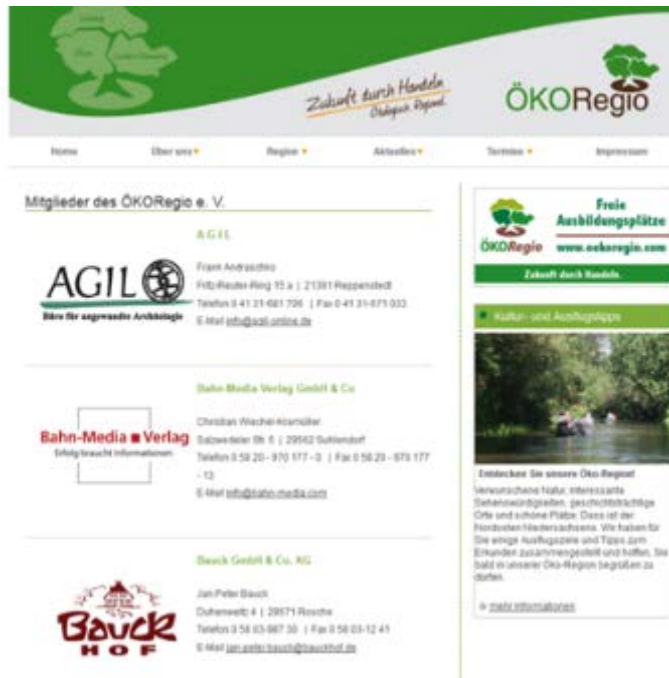 Zukunft durch Handeln
Ökologisch Regional.
ÖKORegio
Home Über uns Region Aktuelles Termine Impressum
Mitglieder des ÖKORegio e. V.
AGIL
AGIL
Büro für angewandte Archäologie
Frank Andraschko
Fritz-Reuter-Ring 15 a | 21391 Reppenstedt
Telefon 0 41 31-681 706 | Fax 0 41 31-671 033
E-Mail info@agil-online.de
Bahn-Media Verlag GmbH & Co
Bahn-Media Verlag
Erfolg braucht Informationen
Christian Wiechel-Kramüller
Salzwedeler Str. 5 | 29562 Suhlendorf
Telefon 0 58 20 - 970 177 - 0 | Fax 0 58 20 - 970 177
- 13
E-Mail info@bahn-media.com
Bauck GmbH & Co. KG
Bauck
HOF
Jan-Peter Bauck
Duhenweitz 4 | 29571 Rosche
Telefon 0 58 03-987 30 | Fax 0 58 03-12 41
E-Mail jan-peter.bauck@bauckhof.de
Freie
Ausbildungsplätze
ÖKORegio www.oekoregio.com
Zukunft durch Handeln.
Kultur- und Ausflugstipps
Entdecken Sie unsere Öko-Region!
Verwunschene Natur, interessante
Sehenswürdigkeiten, geschichtsträchtige
Orte und schöne Plätze: Dass ist der
Nordosten Niedersachsens. Wir haben für
Sie einige Ausflugsziele und Tipps zum
Erkunden zusammengestellt und hoffen, Sie
bald in unserer Öko-Region begrüßen zu
dürfen.
mehr Informationen